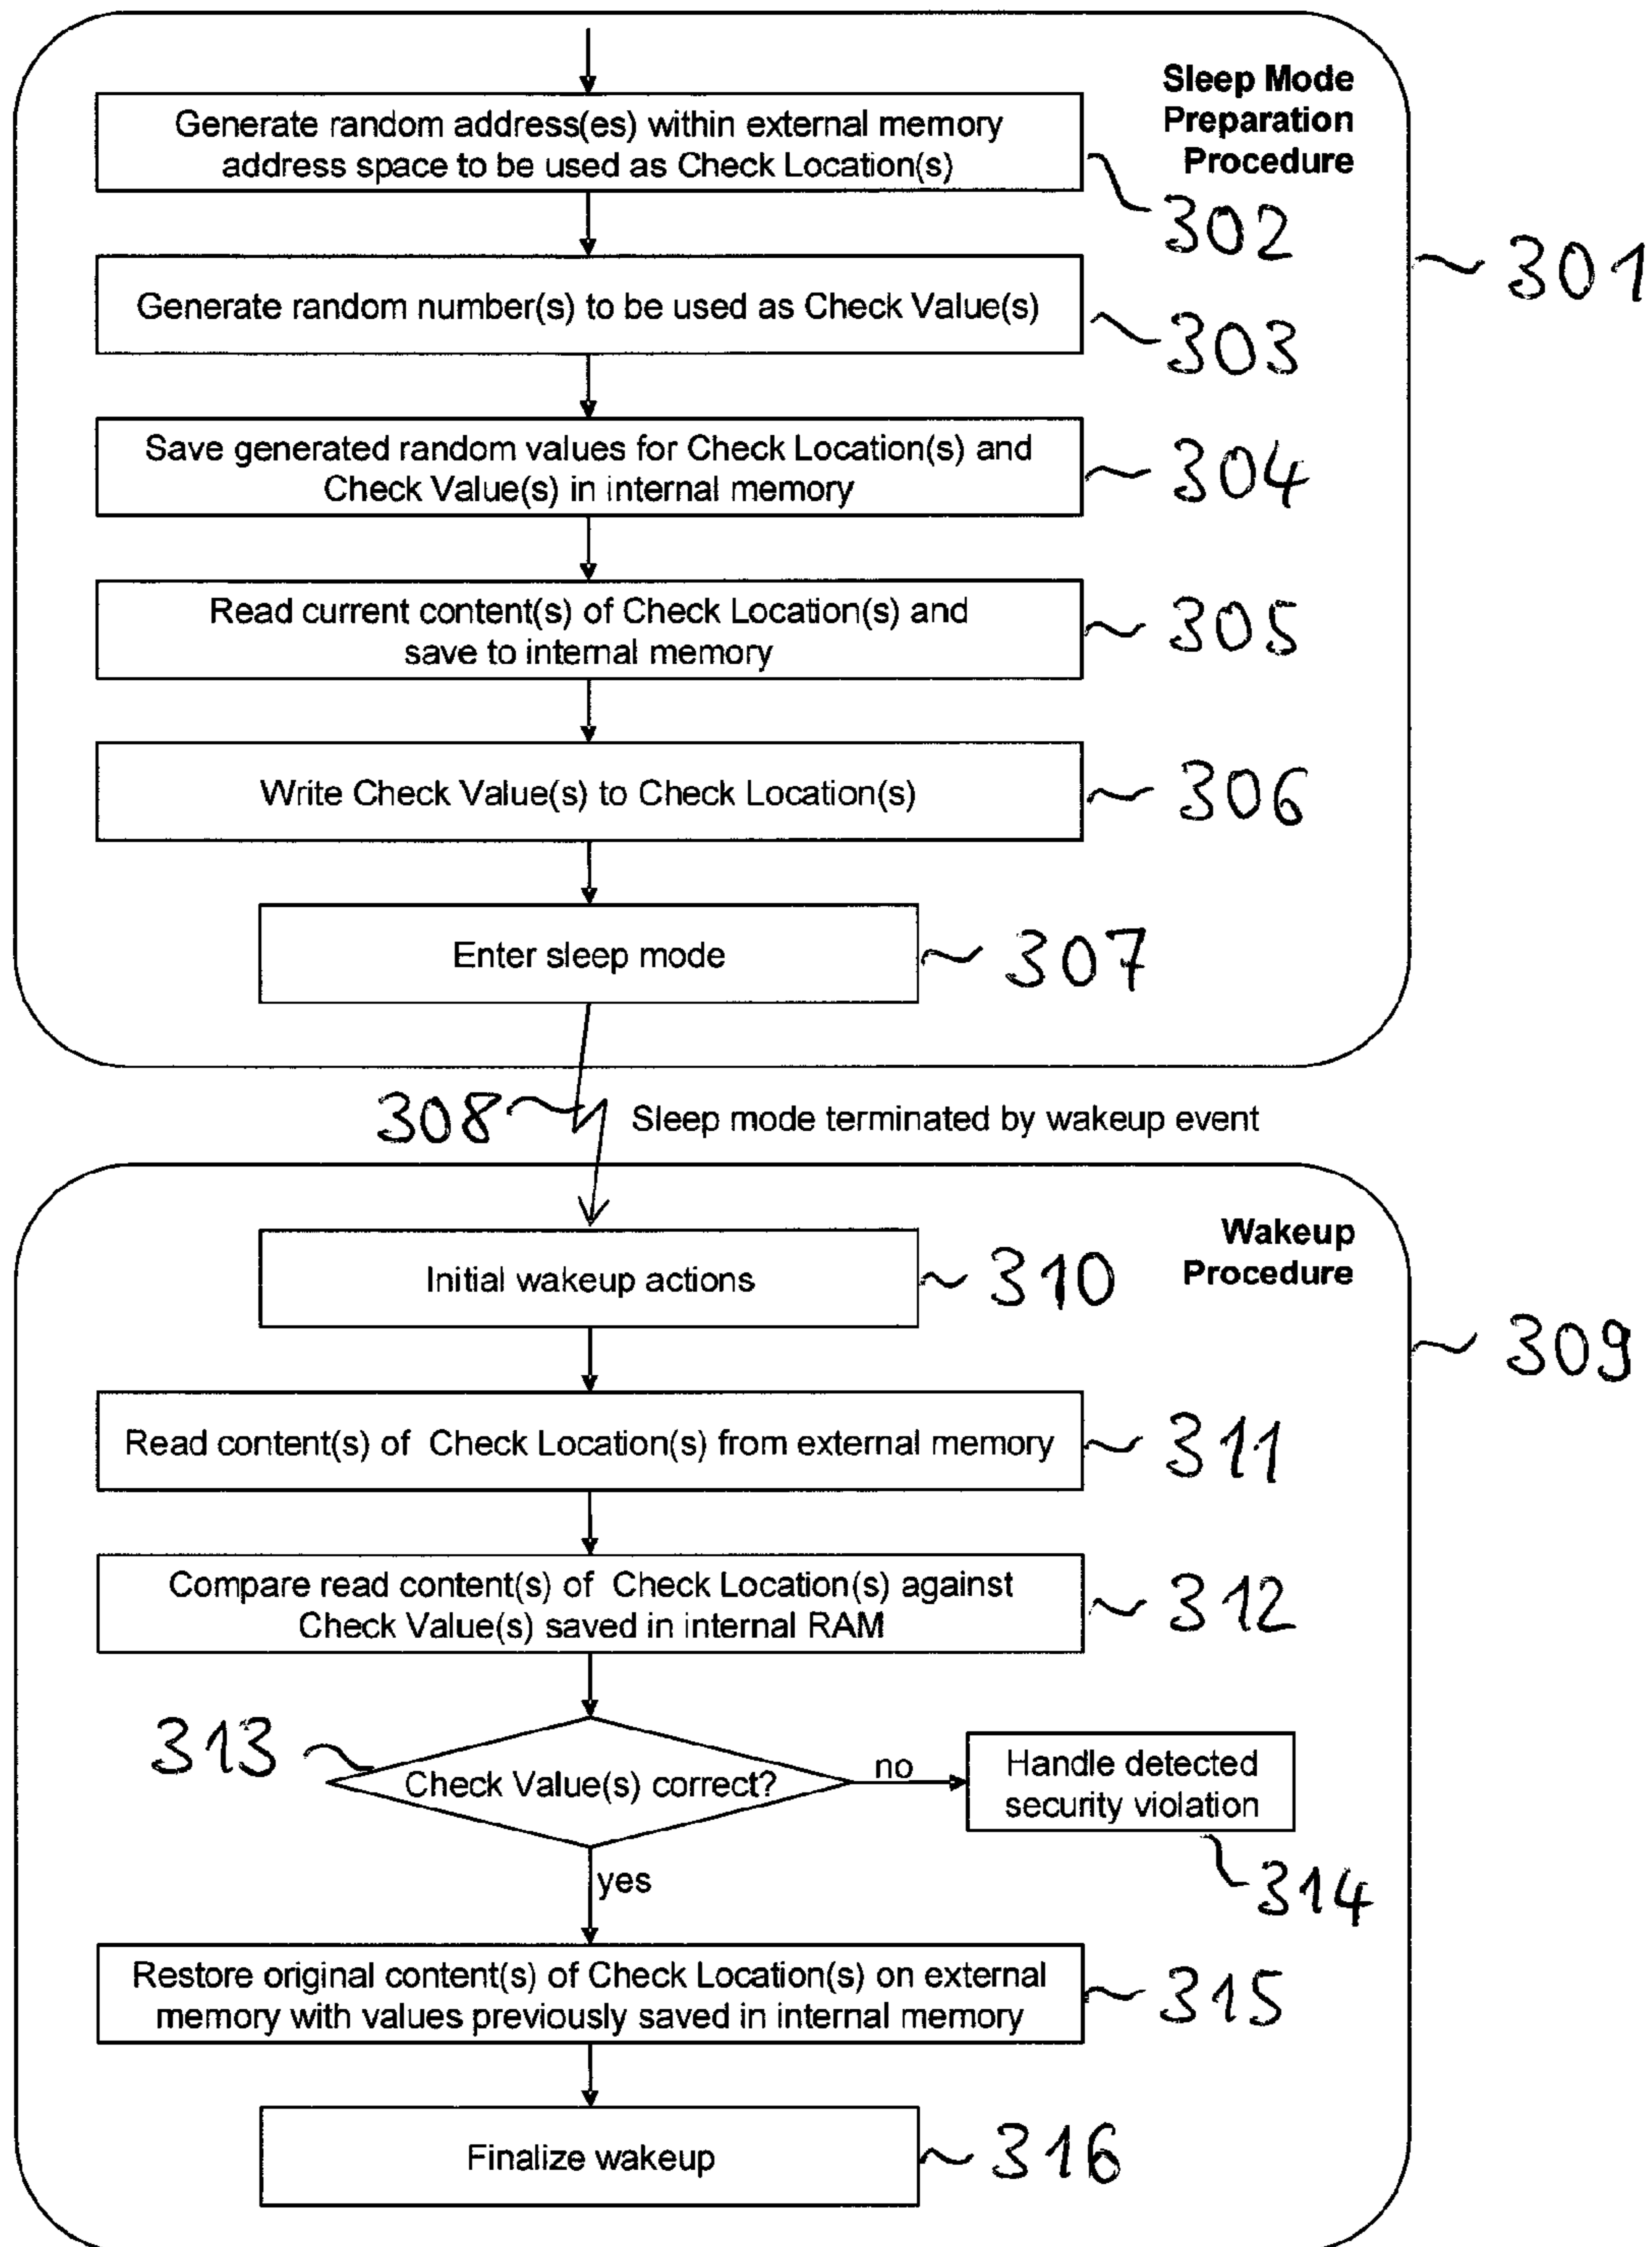 Sleep Mode
Preparation
Procedure
Generate random address(es) within external memory
address space to be used as Check Location(s)
302
301
Generate random number(s) to be used as Check Value(s)
303
Save generated random values for Check Location(s) and
Check Value(s) in internal memory
304
Read current content(s) of Check Location(s) and
save to internal memory
305
Write Check Value(s) to Check Location(s)
306
Enter sleep mode
307
308
Sleep mode terminated by wakeup event
Wakeup
Procedure
Initial wakeup actions
310
309
Read content(s) of Check Location(s) from external memory
311
Compare read content(s) of Check Location(s) against
Check Value(s) saved in internal RAM
312
313
Check Value(s) correct?
no
Handle detected
security violation
314
yes
Restore original content(s) of Check Location(s) on external
memory with values previously saved in internal memory
315
Finalize wakeup
316